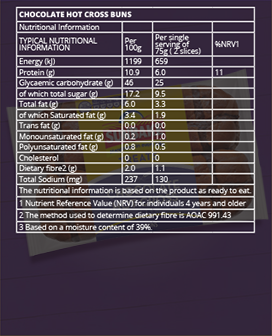 CHOCOLATE HOT CROSS BUNS
Nutritional Information
TYPICAL NUTRITIONAL INFORMATION Per 100g Per single serving of 75g ( 2 slices) %NRV1
Energy (kJ) 1199 659
Protein (g) 10.9 6.0 11
Glycaemic carbohydrate (g) 46 25
of which total sugar (g) 17.2 9.5
Total fat (g) 6.0 3.3
of which Saturated fat (g) 3.4 1.9
Trans fat (g) 0.0 0.0
Monounsaturated fat (g) 0.2 1.0
Polyunsaturated fat (g) 0.8 0.5
Cholesterol 0 0
Dietary fibre2 (g) 2.0 1.1
Total Sodium (mg) 237 130
The nutritional information is based on the product as ready to eat.
1 Nutrient Reference Value (NRV) for individuals 4 years and older
2 The method used to determine dietary fibre is AOAC 991.43
3 Based on a moisture content of 39%.